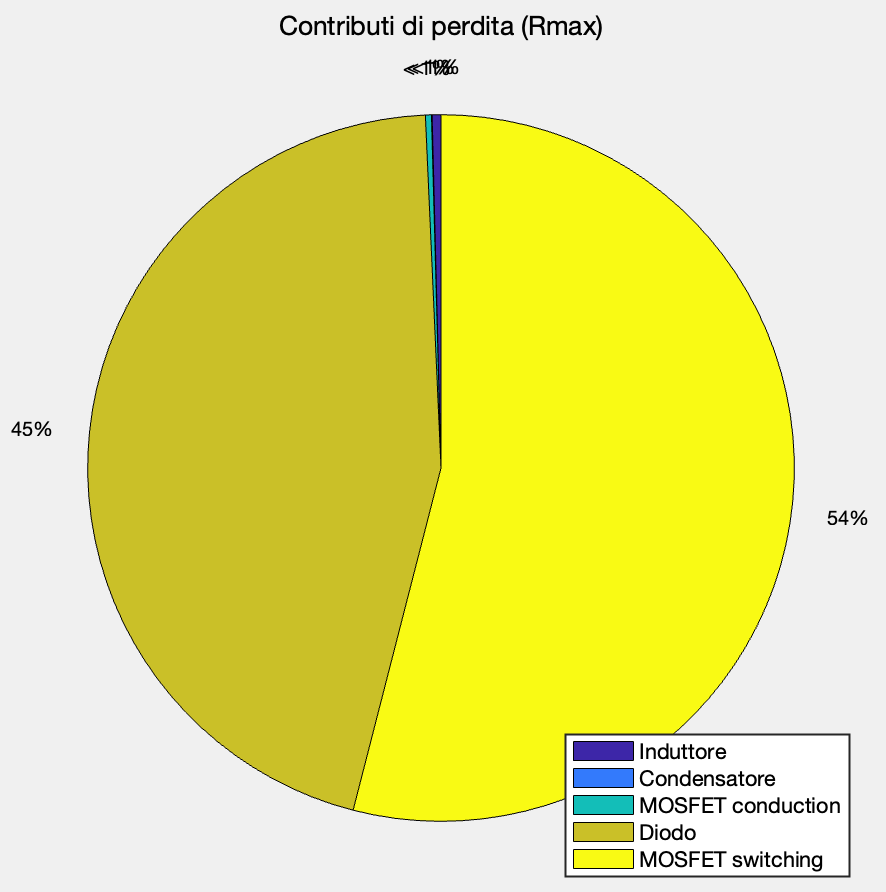 Contributi di perdita (Rmax)
45%
54%
Induttore
Condensatore
MOSFET conduction
Diodo
MOSFET switching